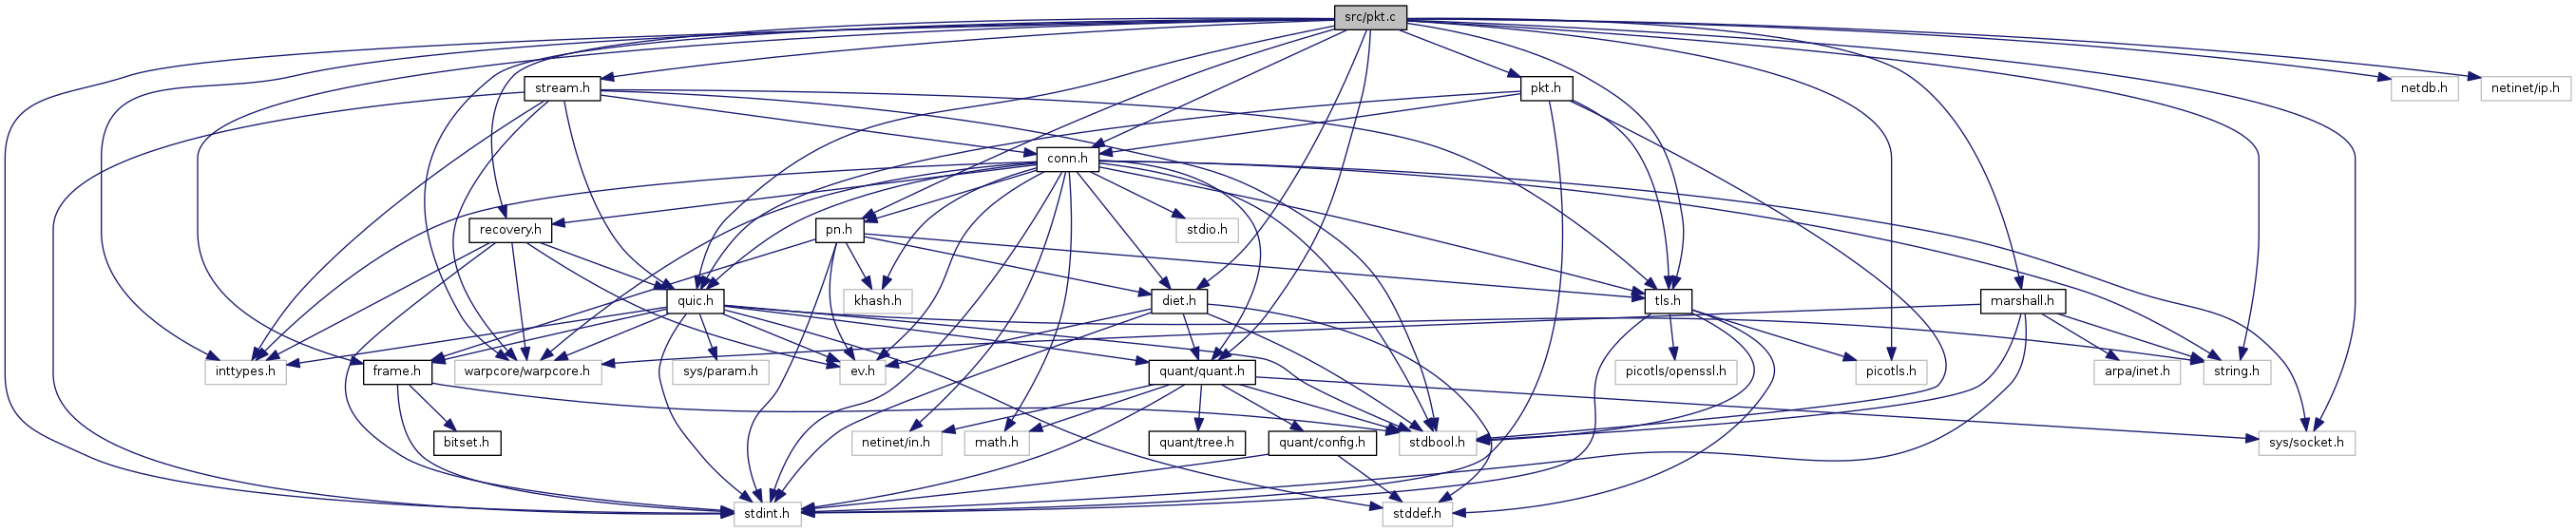 src/pkt.c
stream.h
pkt.h
netdb.h
netinet/ip.h
conn.h
recovery.h
pn.h
stdio.h
quic.h
khash.h
diet.h
tls.h
marshall.h
inttypes.h
frame.h
warpcore/warpcore.h
sys/param.h
ev.h
quant/quant.h
picotls/openssl.h
picotls.h
arpa/inet.h
string.h
bitset.h
netinet/in.h
math.h
quant/tree.h
quant/config.h
stdbool.h
sys/socket.h
stdint.h
stddef.h